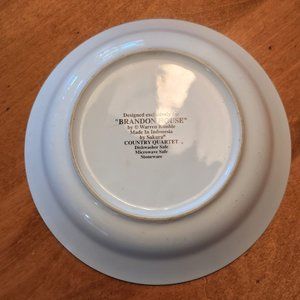 Designed exclusively for
"BRANDON HOUSE"
by © Warren Kimble
Made In Indonesia
by Sakura®
COUNTRY QUARTET
Dishwasher Safe
Microwave Safe
Stoneware